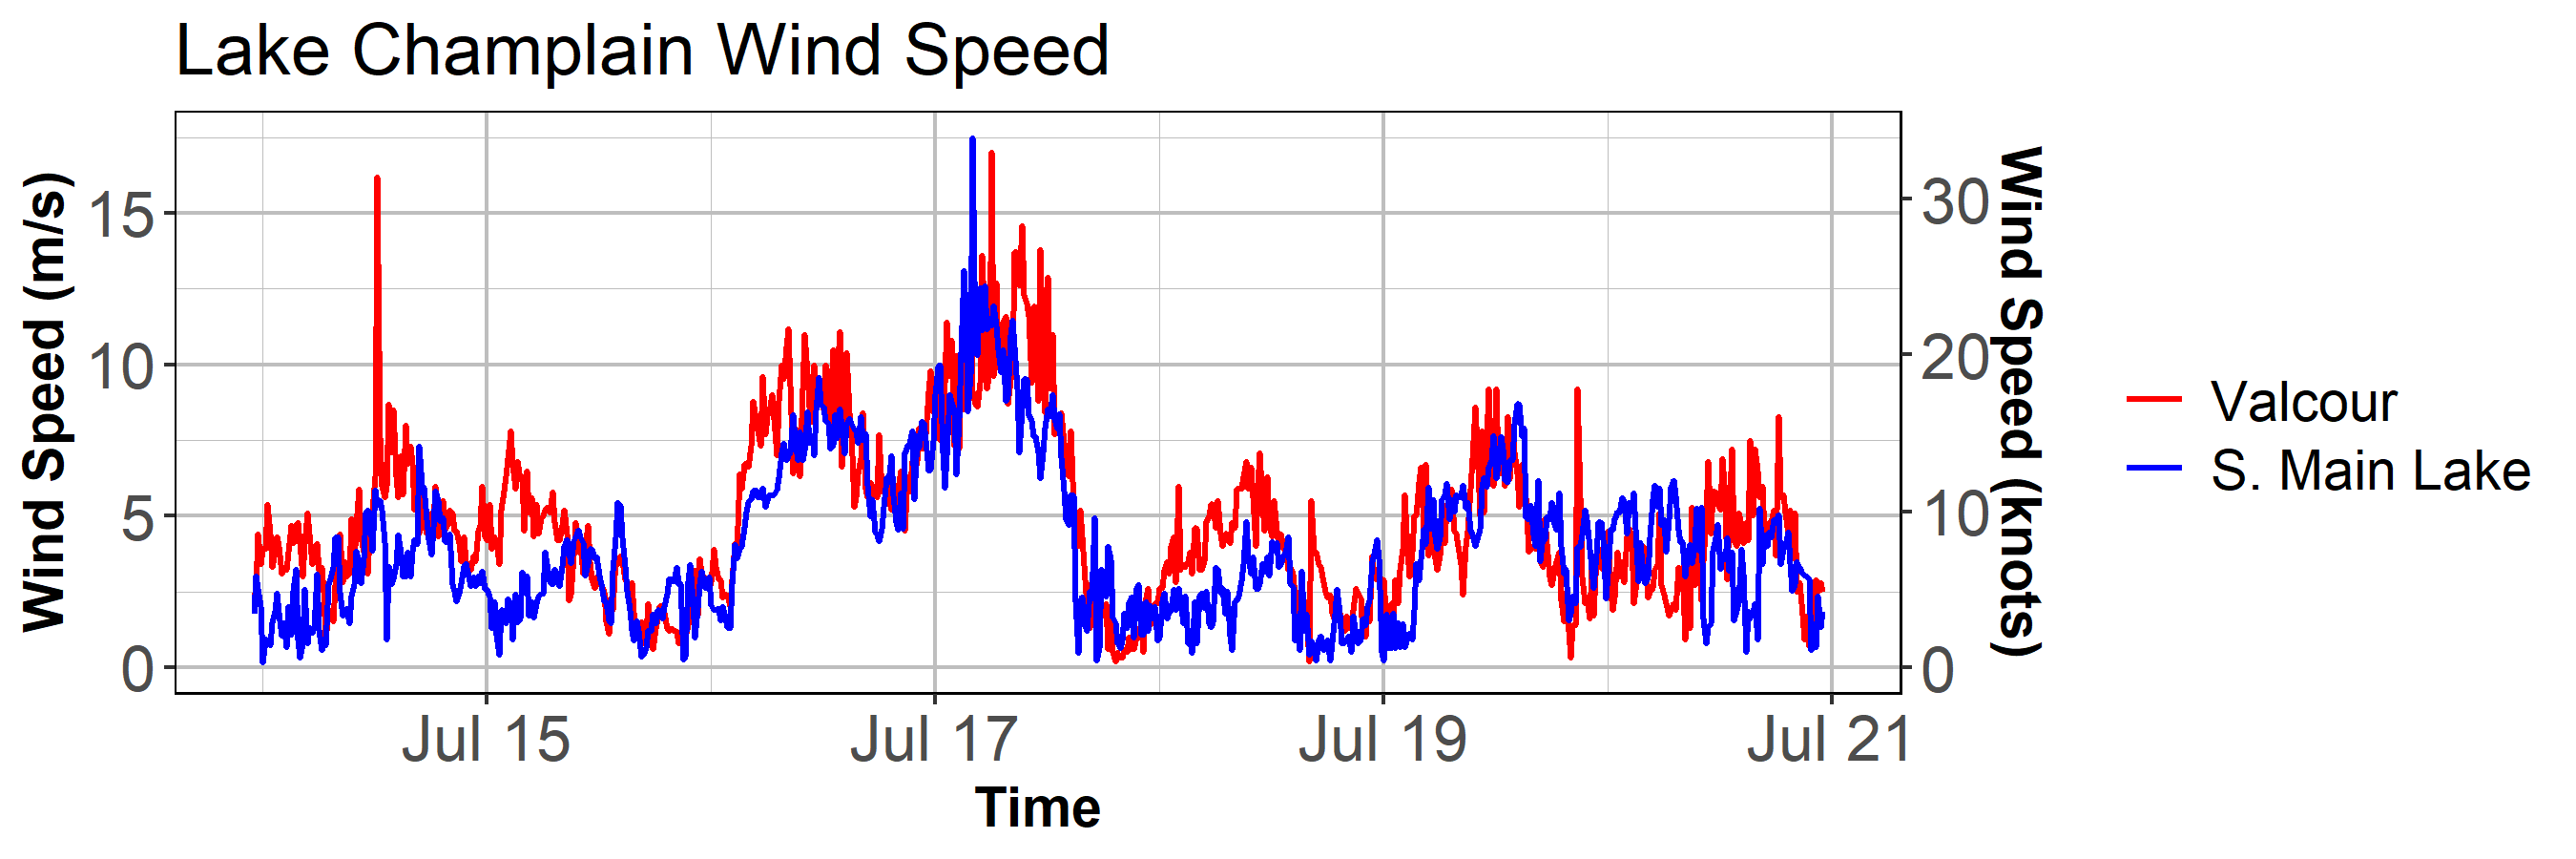 Lake Champlain Wind Speed
Wind Speed (m/s)
15
10
5
0
30
20
10
0
Wind Speed (knots)
Jul 15
Jul 17
Jul 19
Jul 21
Time
Valcour
S. Main Lake